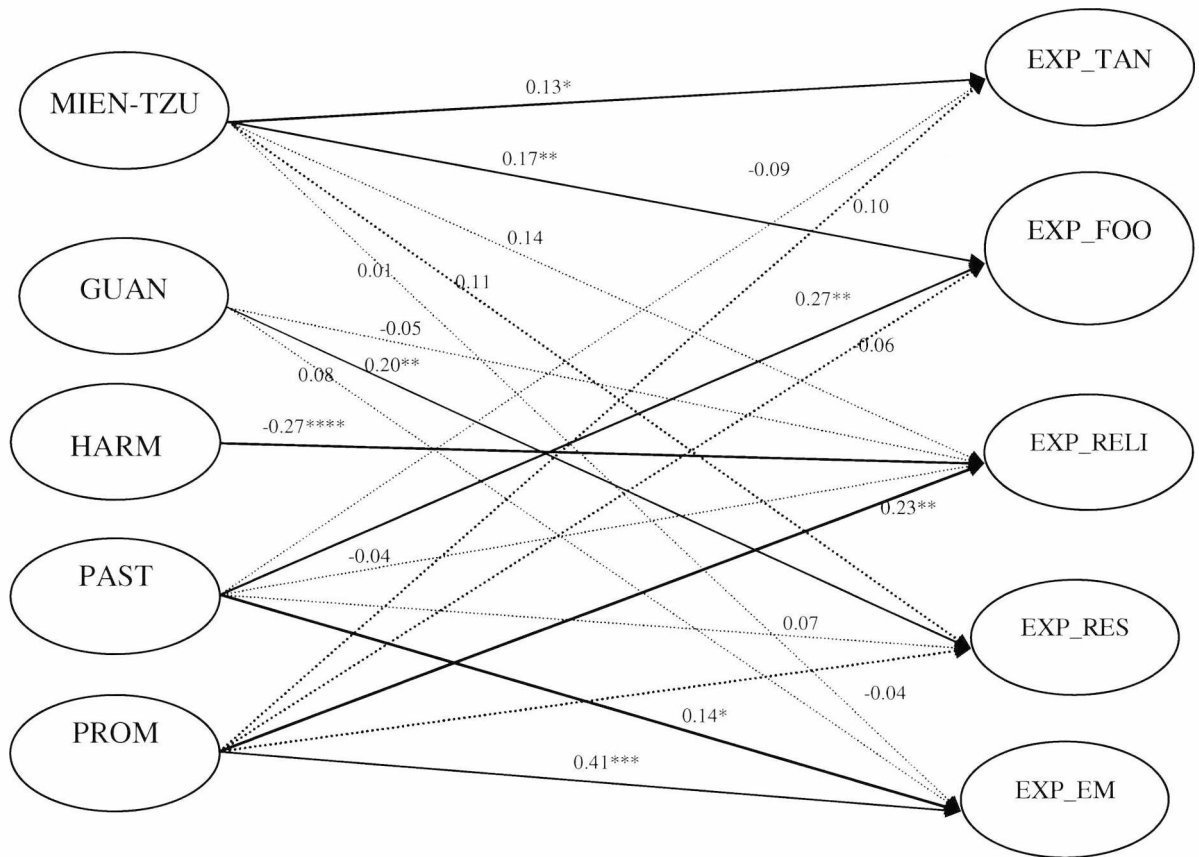 EXP_TAN
MIEN-TZU
0.13*
0.17**
-0.09
0.10
EXP_FOO
0.14
0.01
0.11
GUAN
0.27**
-0.05
-0.06
0.20**
0.08
HARM
-0.27****
EXP_RELI
0.23**
-0.04
PAST
0.07
EXP_RES
-0.04
PROM
0.14*
0.41***
EXP_EM